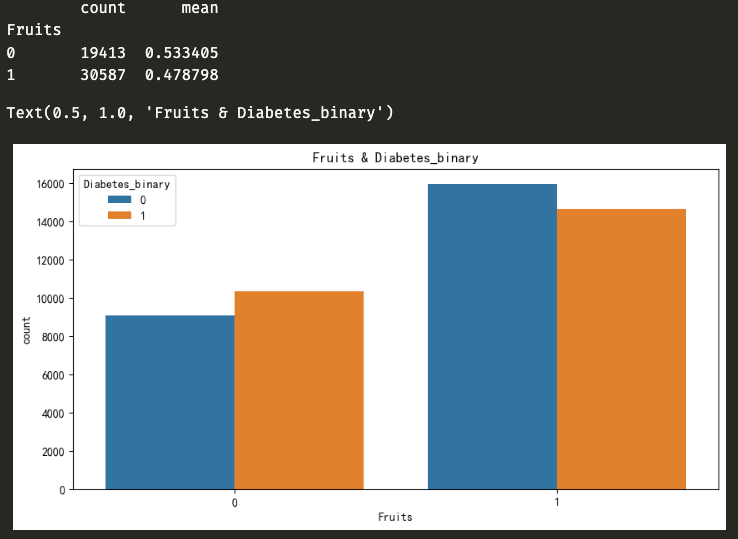 count mean
Fruits
0 19413 0.533405
1 30587 0.478798
Text(0.5, 1.0, 'Fruits & Diabetes_binary')
Fruits & Diabetes_binary
Diabetes_binary
0
1
16000
14000
12000
10000
8000
6000
4000
2000
0
count
0 1
Fruits